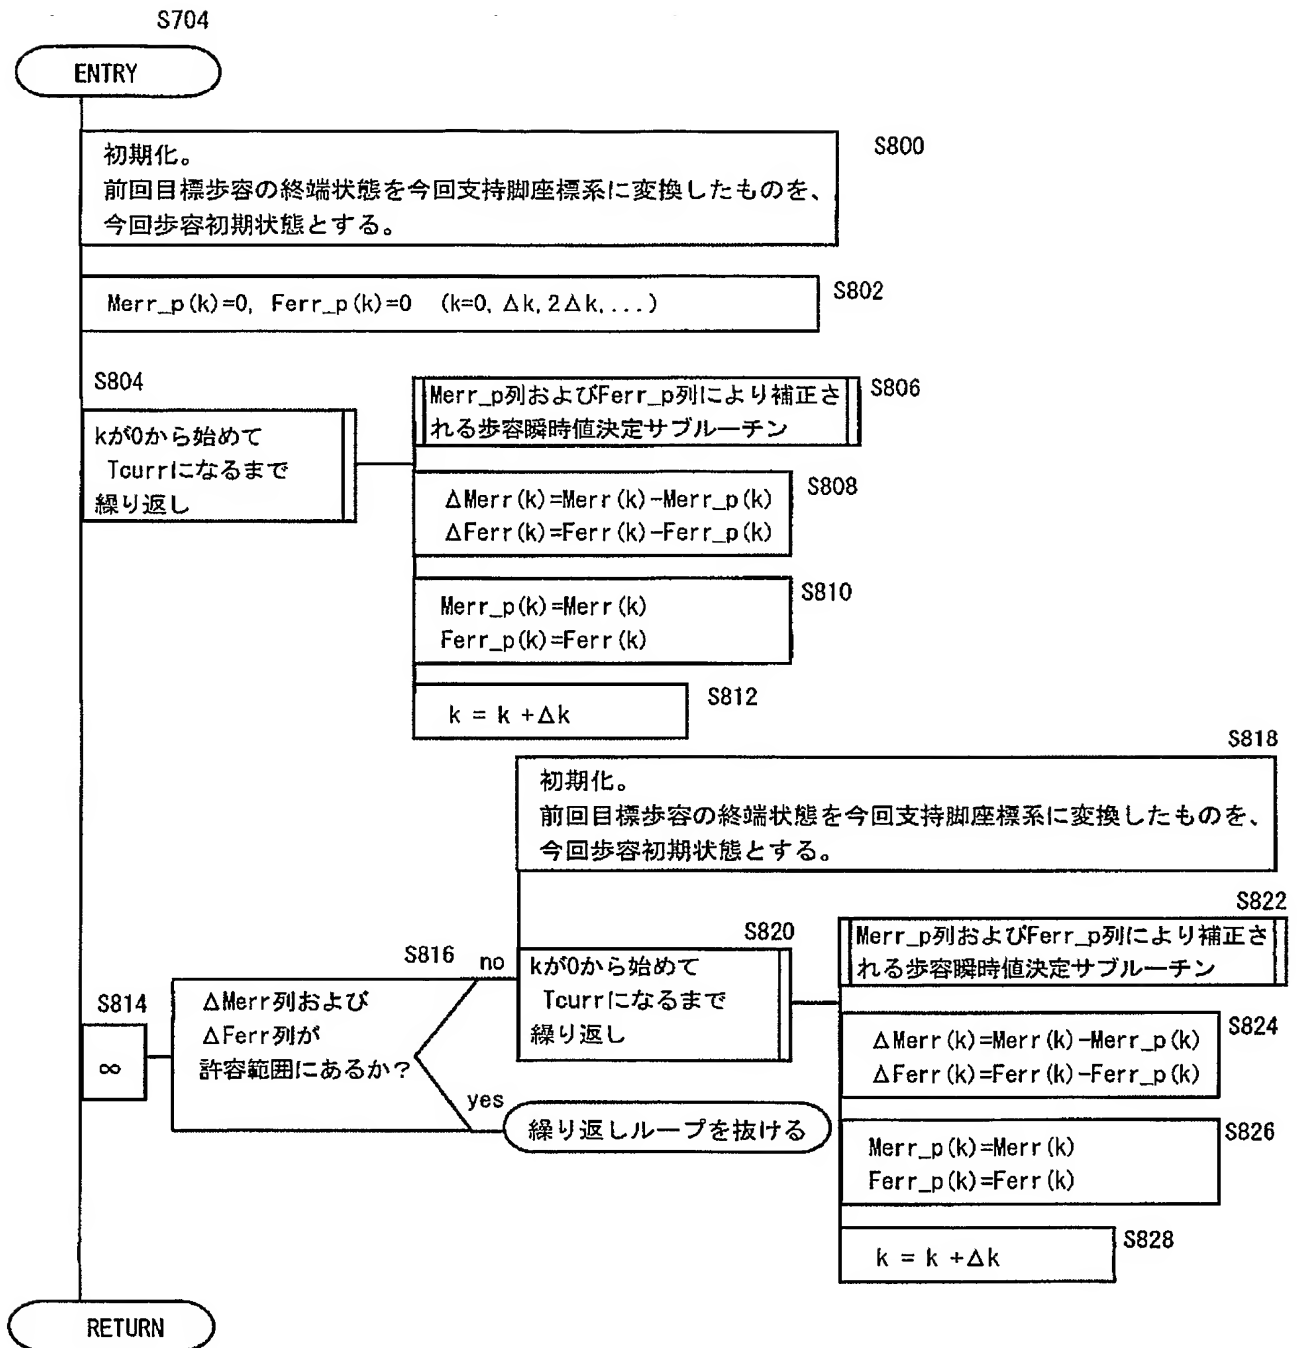 S704
ENTRY
S800
初期化。
前回目標歩容の終端状態を今回支持脚座標系に変換したものを、
今回歩容初期状態とする。
S802
Merr_p(k)=0, Ferr_p(k)=0 (k=0, Δk, 2Δk, ...)
S804
kが0から始めて
Tcurrになるまで
繰り返し
S806
Merr_p列およびFerr_p列により補正さ
れる歩容瞬時値決定サブルーチン
S808
ΔMerr(k)=Merr(k)-Merr_p(k)
ΔFerr(k)=Ferr(k)-Ferr_p(k)
S810
Merr_p(k)=Merr(k)
Ferr_p(k)=Ferr(k)
S812
k = k +Δk
S814
∞
S816
ΔMerr列および
ΔFerr列が
許容範囲にあるか？
no
yes
繰り返しループを抜ける
S818
初期化。
前回目標歩容の終端状態を今回支持脚座標系に変換したものを、
今回歩容初期状態とする。
S820
kが0から始めて
Tcurrになるまで
繰り返し
S822
Merr_p列およびFerr_p列により補正さ
れる歩容瞬時値決定サブルーチン
S824
ΔMerr(k)=Merr(k)-Merr_p(k)
ΔFerr(k)=Ferr(k)-Ferr_p(k)
S826
Merr_p(k)=Merr(k)
Ferr_p(k)=Ferr(k)
S828
k = k +Δk
RETURN